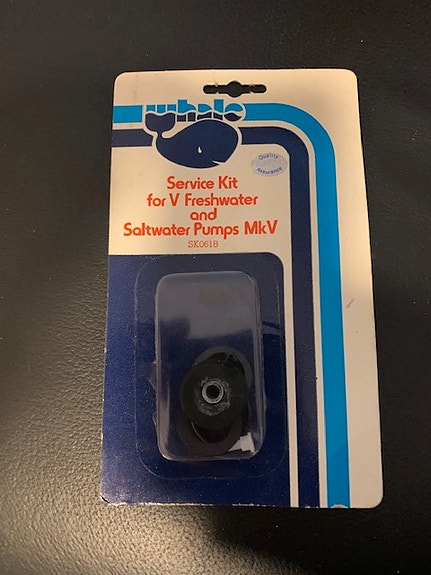 whale
Quality
Assurance
Service Kit
for V Freshwater
and
Saltwater Pumps MkV
SK0618